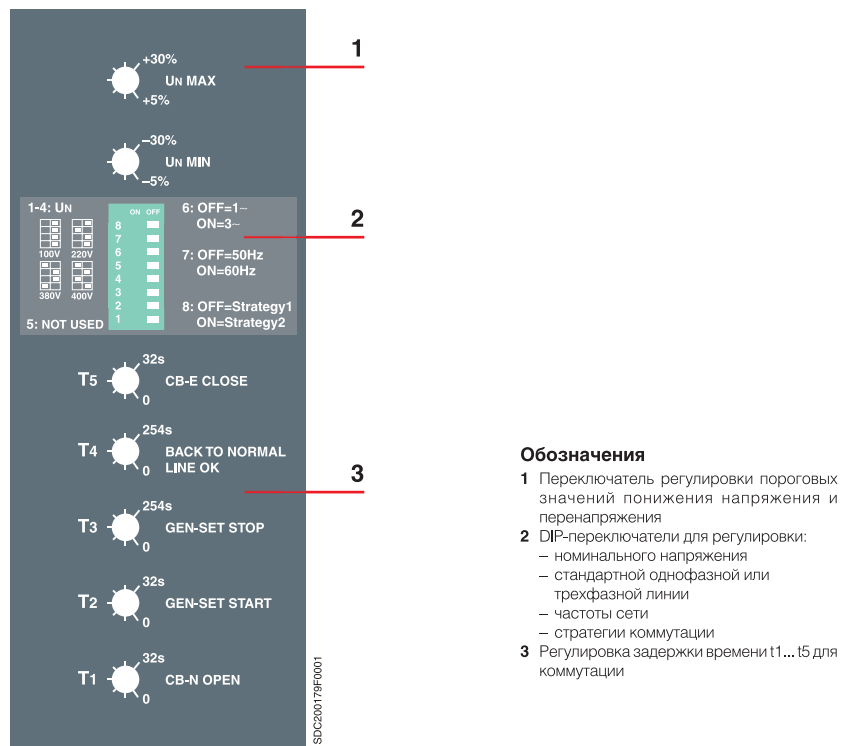 +30%
1
UN MAX
+5%
–30%
UN MIN
–5%
1-4: UN
ON OFF
6: OFF=1~
ON=3~
2
8
7
6
5
4
3
2
1
100V 220V
7: OFF=50Hz
ON=60Hz
380V 400V
8: OFF=Strategy1
ON=Strategy2
5: NOT USED
32s
T5
CB-E CLOSE
0
254s
T4
BACK TO NORMAL
LINE OK
0
3
254s
T3
GEN-SET STOP
0
32s
T2
GEN-SET START
0
32s
T1
CB-N OPEN
0
SDC200179F0001
Обозначения
1 Переключатель регулировки пороговых
значений понижения напряжения и
перенапряжения
2 DIP-переключатели для регулировки:
– номинального напряжения
– стандартной однофазной или
трехфазной линии
– частоты сети
– стратегии коммутации
3 Регулировка задержки времени t1... t5 для
коммутации